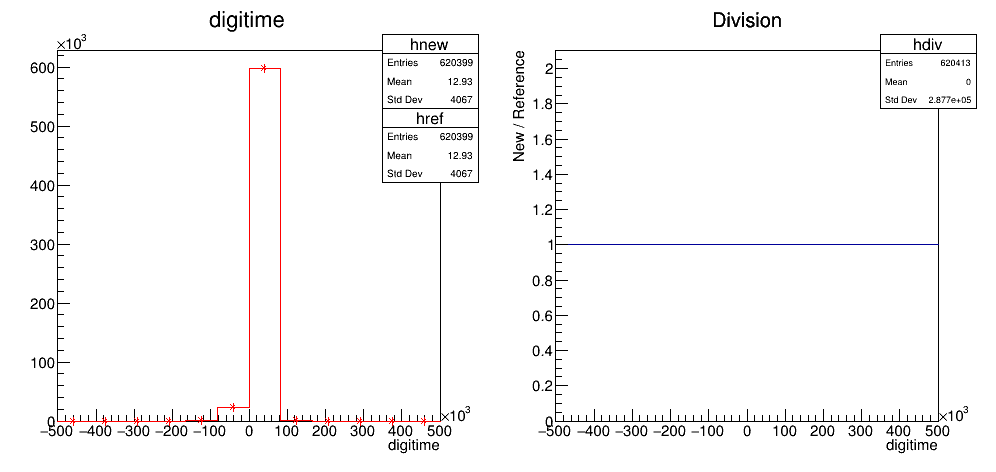 digitime
×10³
hnew
Entries 620399
Mean 12.93
Std Dev 4067
href
Entries 620399
Mean 12.93
Std Dev 4067
600
500
400
300
200
100
0
−500 −400 −300 −200 −100 0 100 200 300 400 500
×10³
digitime
Division
hdiv
Entries 620413
Mean 0
Std Dev 2.877e+05
New / Reference
2
1.8
1.6
1.4
1.2
1
0.8
0.6
0.4
0.2
0
−500 −400 −300 −200 −100 0 100 200 300 400 500
×10³
digitime